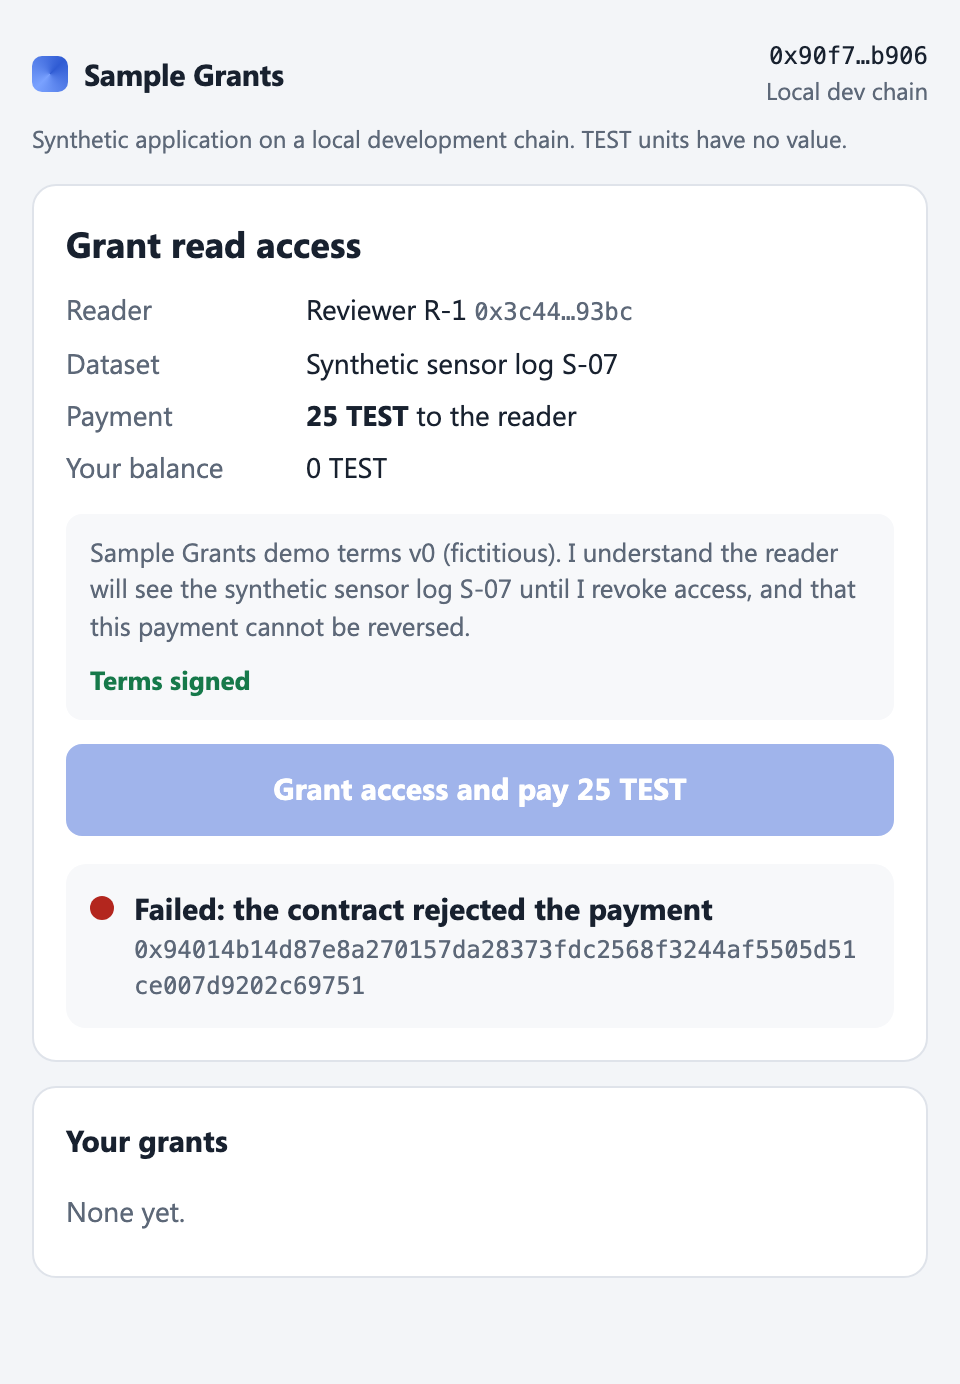 Sample Grants
0x90f7…b906
Local dev chain
Synthetic application on a local development chain. TEST units have no value.
Grant read access
Reader Reviewer R-1 0x3c44…93bc
Dataset Synthetic sensor log S-07
Payment 25 TEST to the reader
Your balance 0 TEST
Sample Grants demo terms v0 (fictitious). I understand the reader
will see the synthetic sensor log S-07 until I revoke access, and that
this payment cannot be reversed.
Terms signed
Grant access and pay 25 TEST
Failed: the contract rejected the payment
0x94014b14d87e8a270157da28373fdc2568f3244af5505d51
ce007d9202c69751
Your grants
None yet.